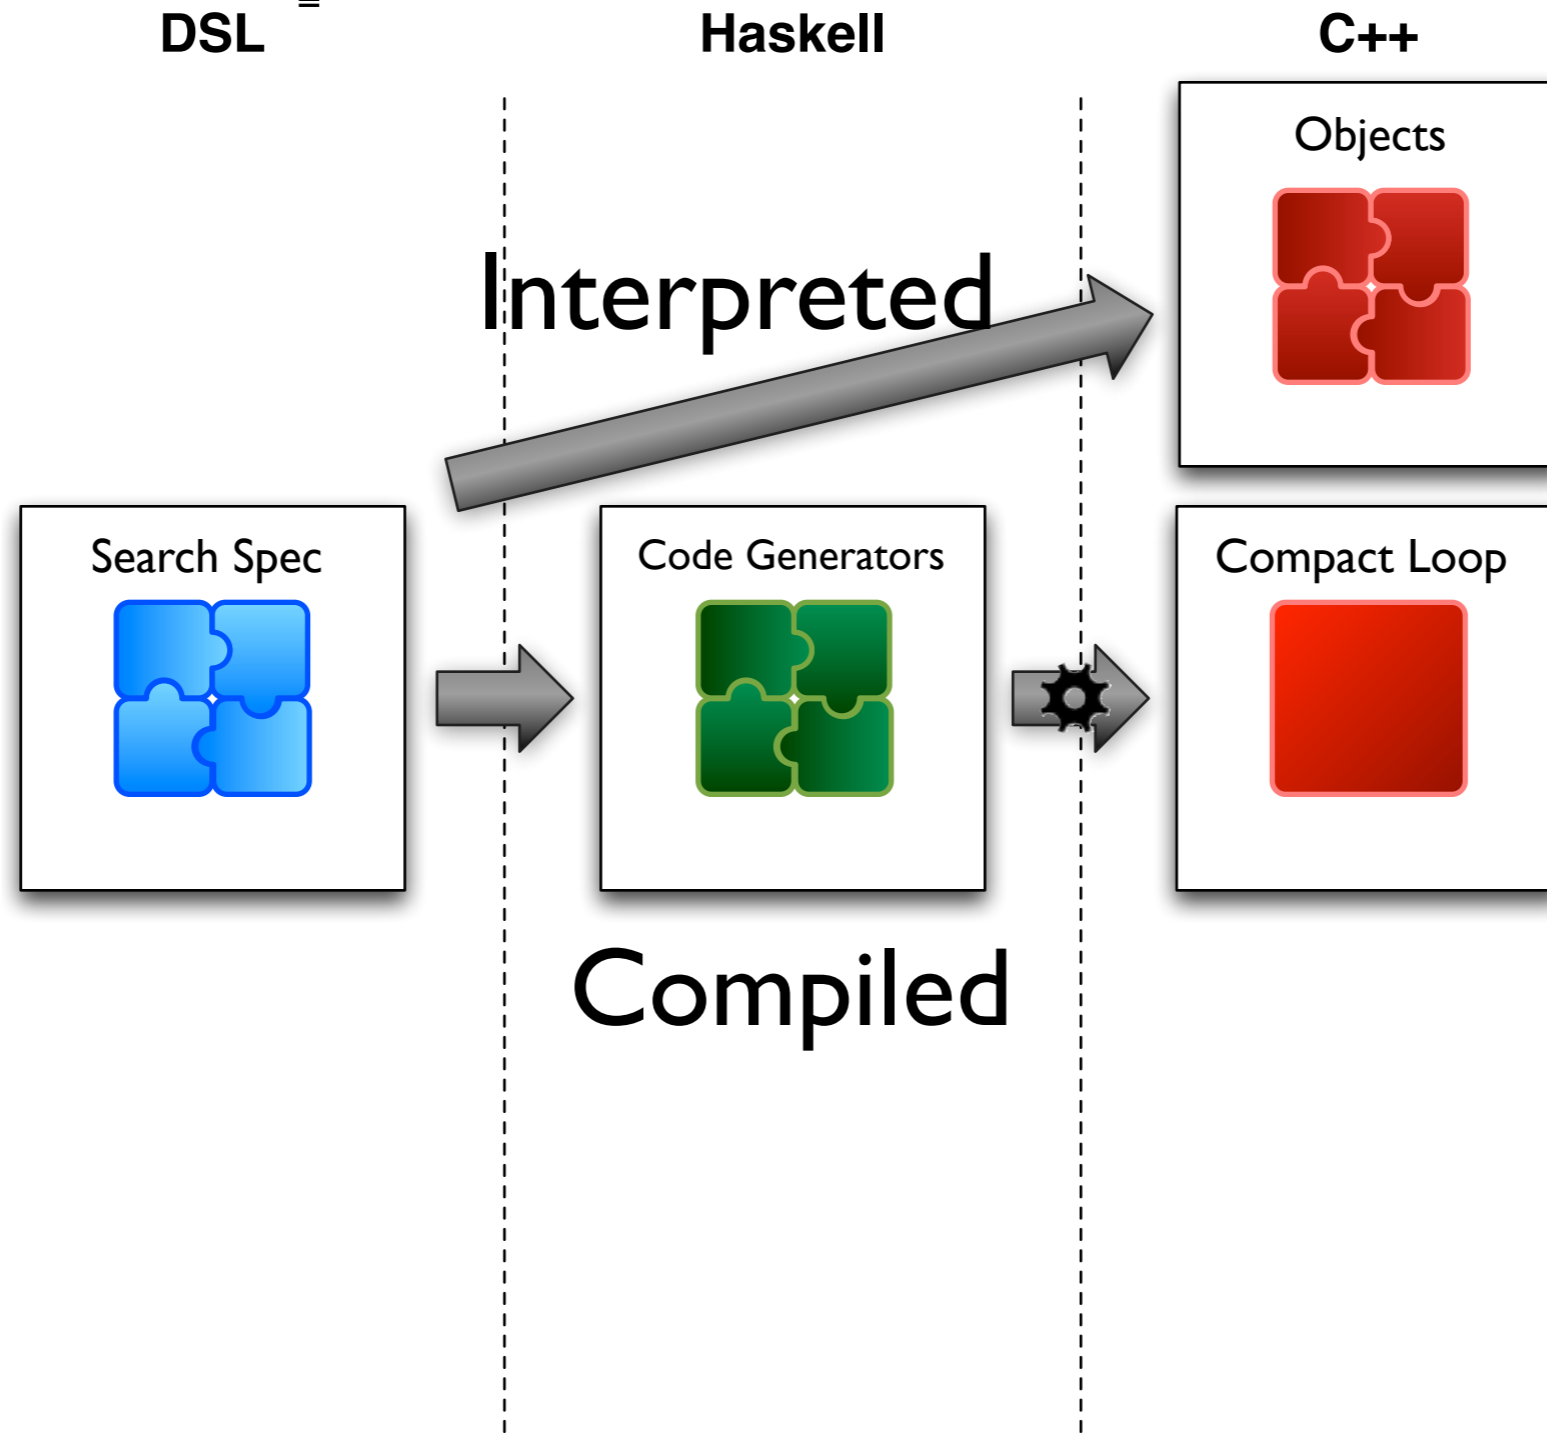 DSL
Haskell
C++
Objects
Interpreted
Search Spec
Code Generators
Compact Loop
Compiled